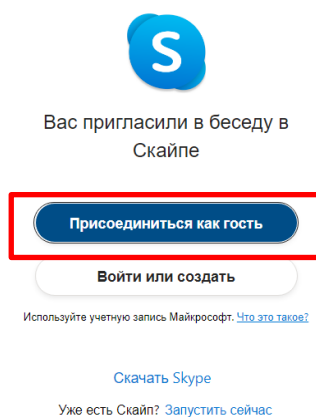 S
Вас пригласили в беседу в
Скайпе
Присоединиться как гость
Войти или создать
Используйте учетную запись Майкрософт. Что это такое?
Скачать Skype
Уже есть Скайп? Запустить сейчас